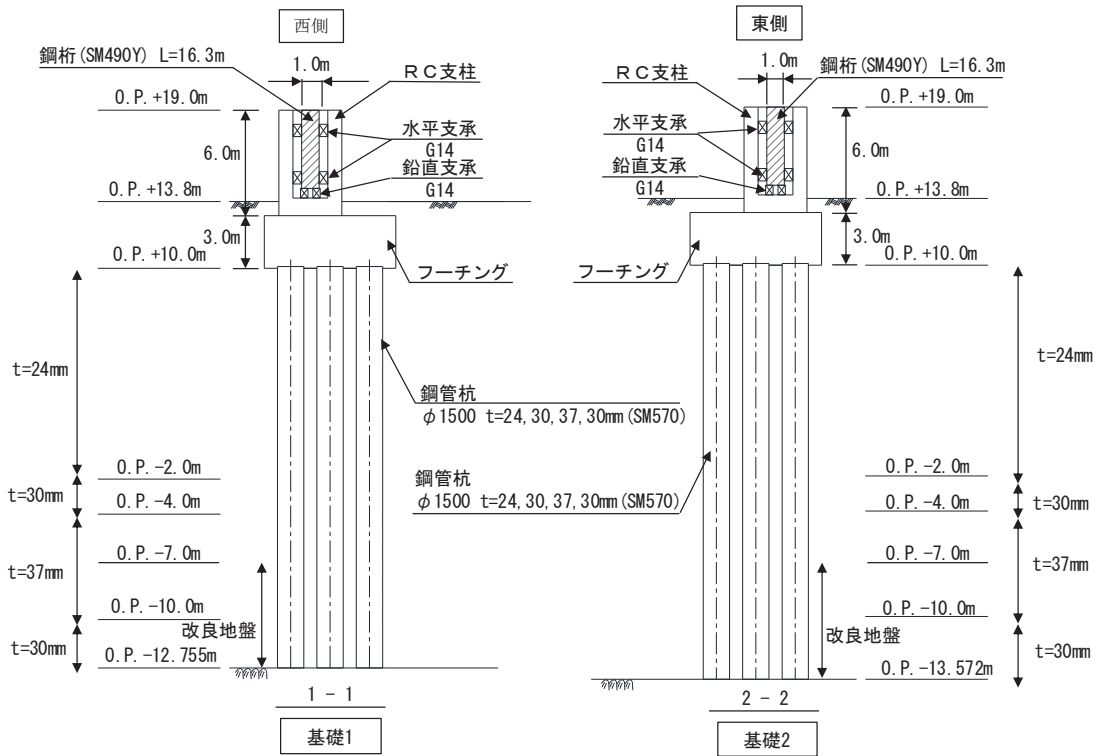 西側
鋼桁(SM490Y) L=16.3m
1.0m
RC支柱
O.P.+19.0m
水平支承
G14
6.0m
鉛直支承
G14
O.P.+13.8m
3.0m
O.P.+10.0m
フーチング
t=24mm
鋼管杭
φ1500 t=24,30,37,30mm(SM570)
O.P.-2.0m
t=30mm
O.P.-4.0m
O.P.-7.0m
t=37mm
O.P.-10.0m
改良地盤
t=30mm
O.P.-12.755m
1-1
基礎1
東側
1.0m
鋼桁(SM490Y) L=16.3m
RC支柱
O.P.+19.0m
水平支承
G14
6.0m
鉛直支承
G14
O.P.+13.8m
3.0m
フーチング
O.P.+10.0m
t=24mm
鋼管杭
φ1500 t=24,30,37,30mm(SM570)
O.P.-2.0m
t=30mm
O.P.-4.0m
O.P.-7.0m
t=37mm
O.P.-10.0m
改良地盤
t=30mm
O.P.-13.572m
2-2
基礎2